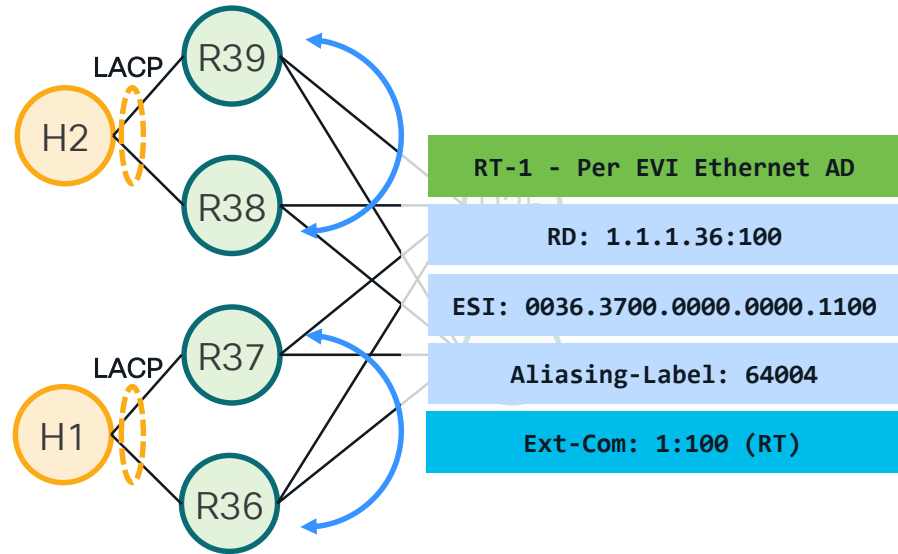 R39
LACP
H2
R38
RT-1 - Per EVI Ethernet AD
RD: 1.1.1.36:100
ESI: 0036.3700.0000.0000.1100
R37
LACP
Aliasing-Label: 64004
H1
Ext-Com: 1:100 (RT)
R36